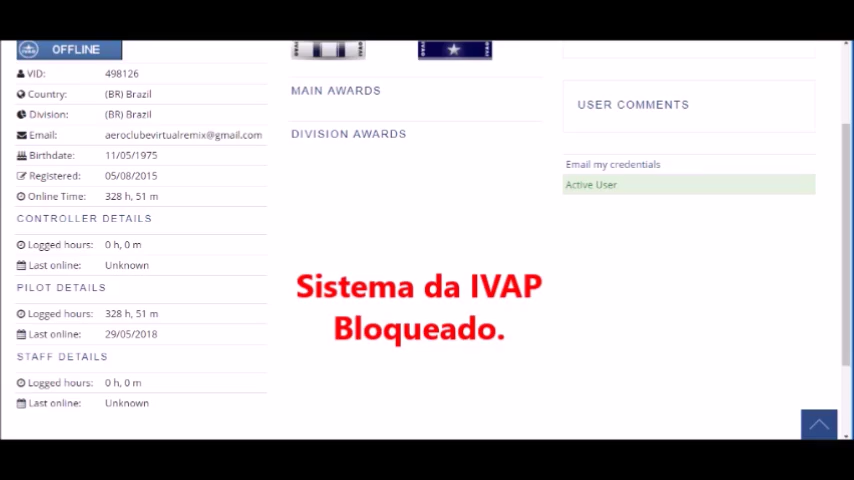 OFFLINE
VID: 498126
Country: (BR) Brazil
Division: (BR) Brazil
Email: aeroclubevirtualremix@gmail.com
Birthdate: 11/05/1975
Registered: 05/08/2015
Online Time: 328 h, 51 m
CONTROLLER DETAILS
Logged hours: 0 h, 0 m
Last online: Unknown
PILOT DETAILS
Logged hours: 328 h, 51 m
Last online: 29/05/2018
STAFF DETAILS
Logged hours: 0 h, 0 m
Last online: Unknown
MAIN AWARDS
DIVISION AWARDS
Sistema da IVAP
Bloqueado.
USER COMMENTS
Email my credentials
Active User